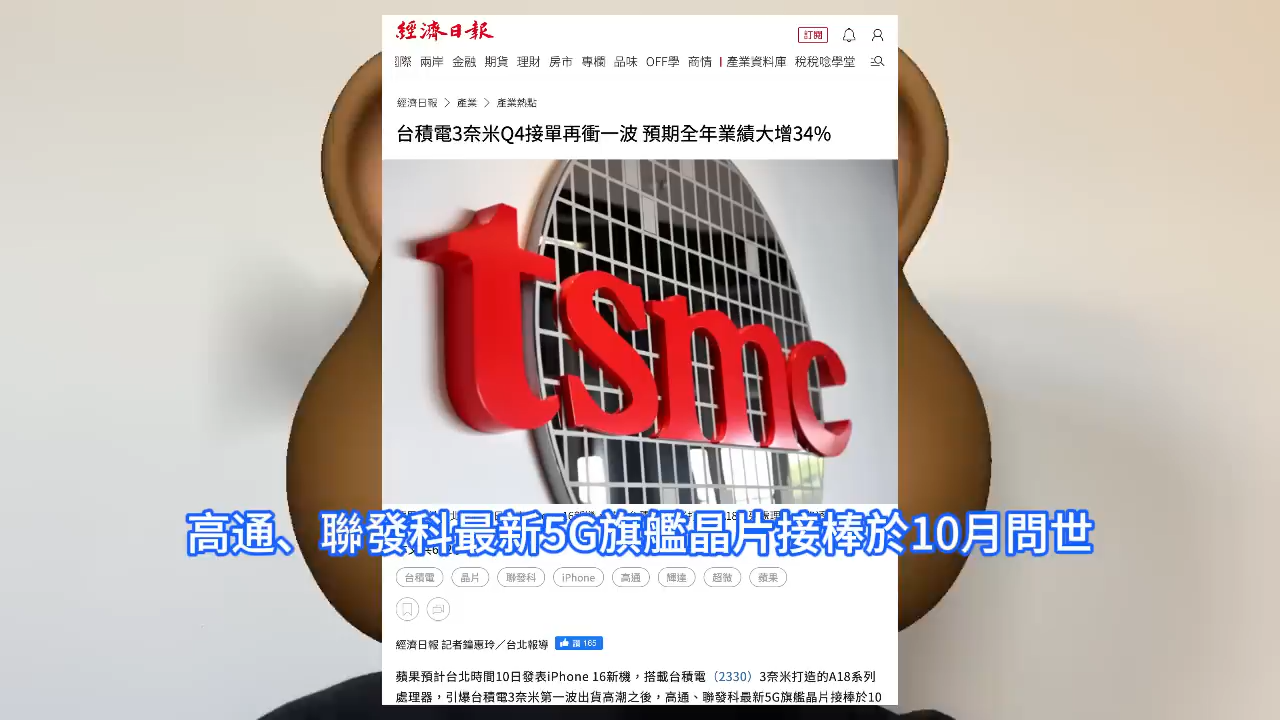 經濟日報
訂閱
國際 兩岸 金融 期貨 理財 房市 專欄 品味 OFF學 商情 產業資料庫 稅稅唸學堂
經濟日報 > 產業 > 產業熱點
台積電3奈米Q4接單再衝一波 預期全年業績大增34%
tsmc
高通、聯發科最新5G旗艦晶片接棒於10月問世
台積電 晶片 聯發科 iPhone 高通 輝達 超微 蘋果
經濟日報 記者鐘惠玲／台北報導
讚 165
蘋果預計台北時間10日發表iPhone 16新機，搭載台積電（2330）3奈米打造的A18系列
處理器，引爆台積電3奈米第一波出貨高潮之後，高通、聯發科最新5G旗艦晶片接棒於10